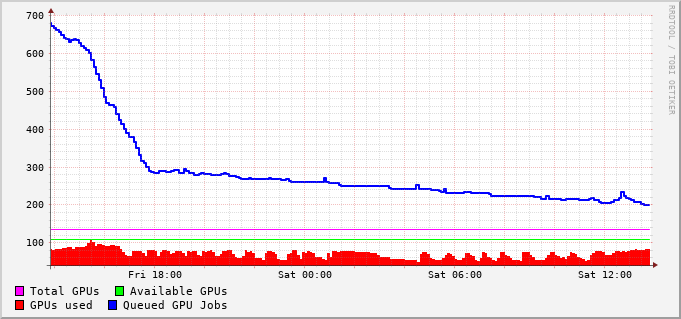 RRDTOOL / TOBI OETIKER
700
600
500
400
300
200
100
Fri 18:00 Sat 00:00 Sat 06:00 Sat 12:00
Total GPUs Available GPUs
GPUs used Queued GPU Jobs